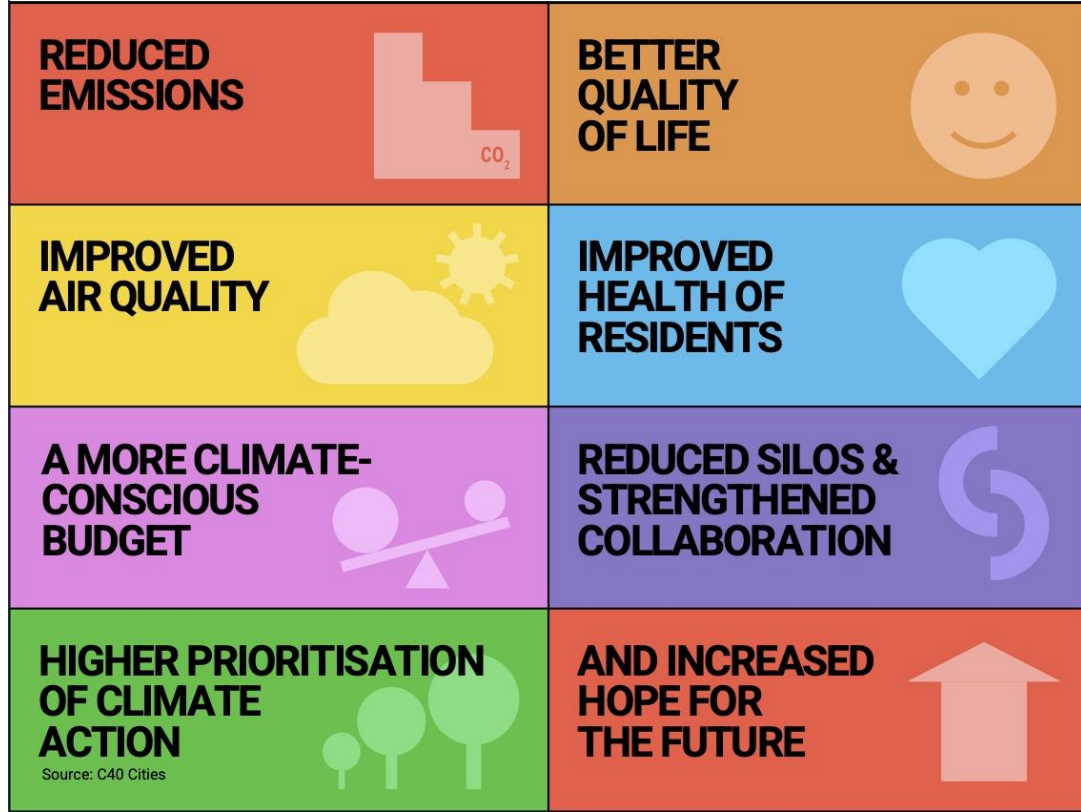 REDUCED
EMISSIONS
CO₂
BETTER
QUALITY
OF LIFE
IMPROVED
AIR QUALITY
IMPROVED
HEALTH OF
RESIDENTS
A MORE CLIMATE-
CONSCIOUS
BUDGET
REDUCED SILOS &
STRENGTHENED
COLLABORATION
HIGHER PRIORITISATION
OF CLIMATE
ACTION
Source: C40 Cities
AND INCREASED
HOPE FOR
THE FUTURE